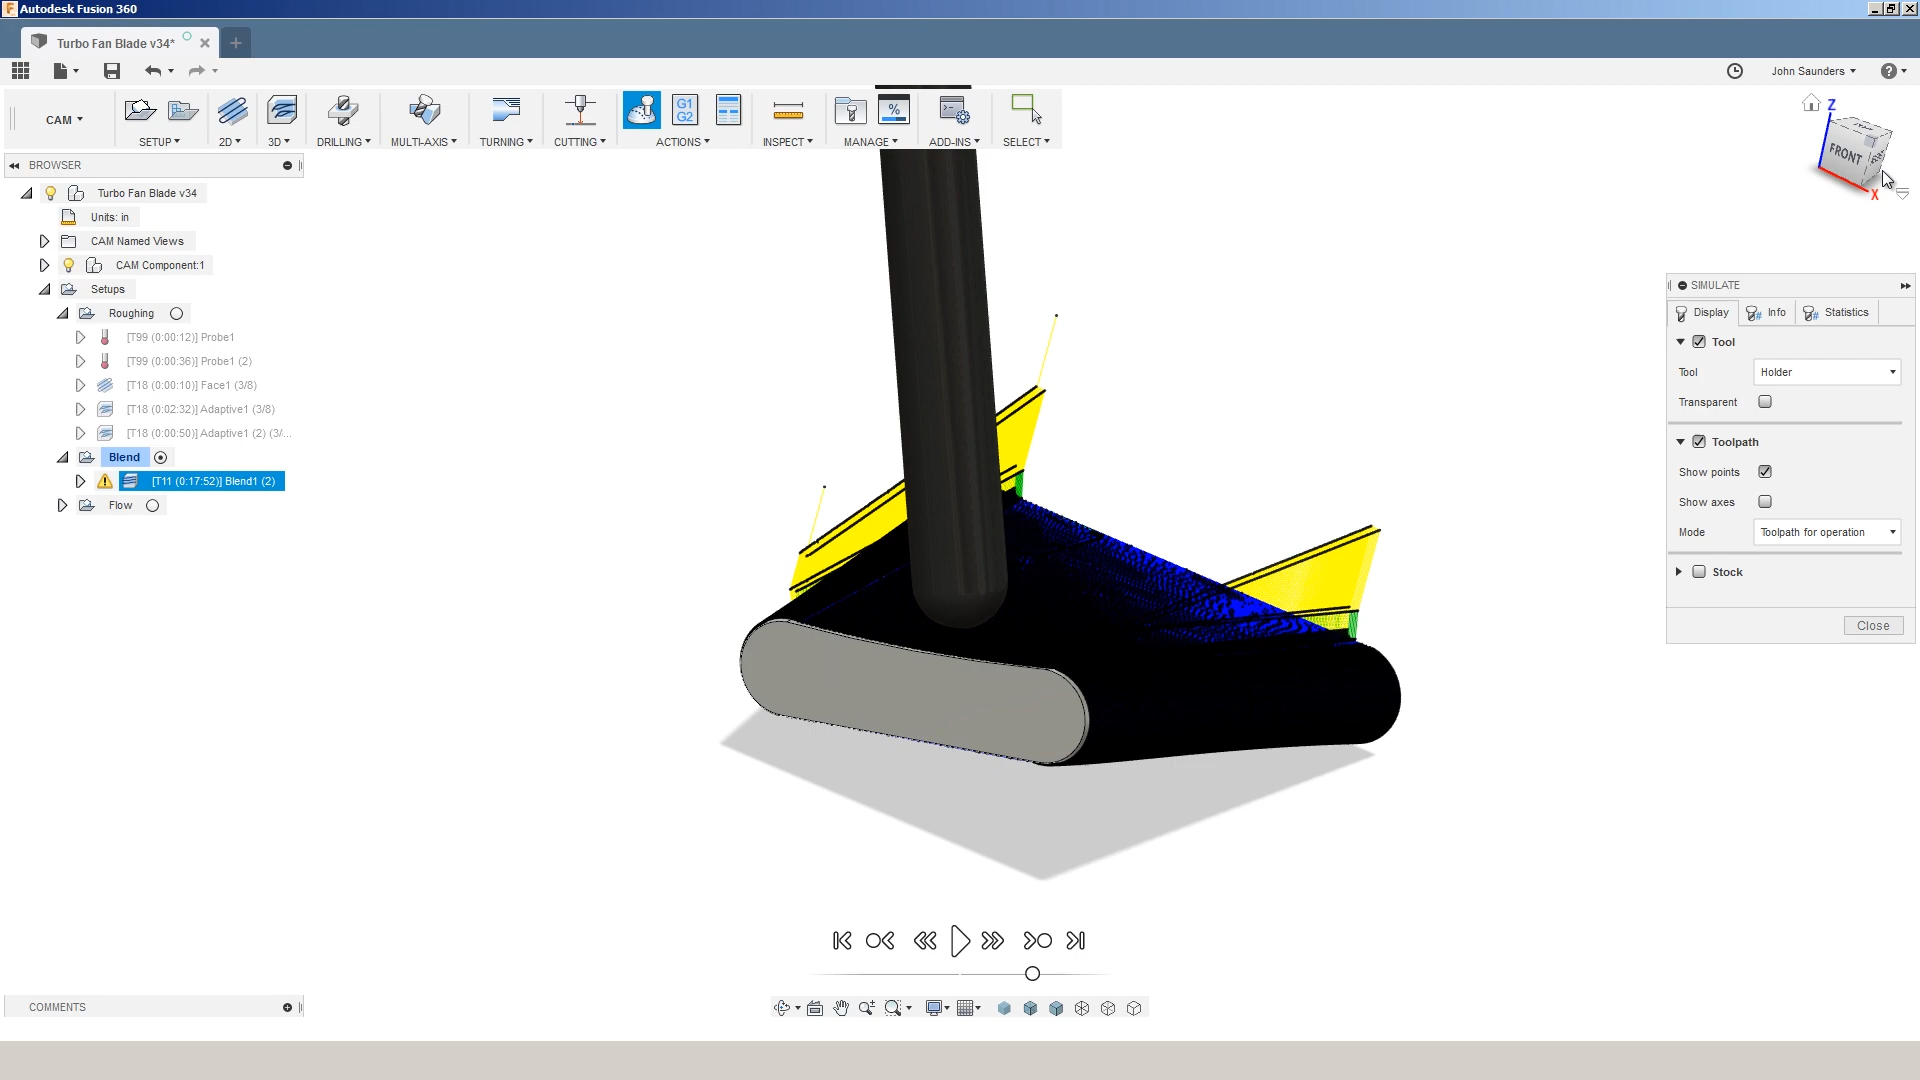 Autodesk Fusion 360
Turbo Fan Blade v34*
John Saunders
CAM
G1
G2
%
SETUP
2D
3D
DRILLING
MULTI-AXIS
TURNING
CUTTING
ACTIONS
INSPECT
MANAGE
ADD-INS
SELECT
Z
FRONT
X
BROWSER
Turbo Fan Blade v34
Units: in
CAM Named Views
CAM Component:1
Setups
Roughing
[T99 (0:00:12)] Probe1
[T99 (0:00:36)] Probe1 (2)
[T18 (0:00:10)] Face1 (3/8)
[T18 (0:02:32)] Adaptive1 (3/8)
[T18 (0:00:50)] Adaptive1 (2) (3/...
Blend
[T11 (0:17:52)] Blend1 (2)
Flow
SIMULATE
Display
Info
Statistics
Tool
Tool
Holder
Transparent
Toolpath
Show points
Show axes
Mode
Toolpath for operation
Stock
Close
COMMENTS